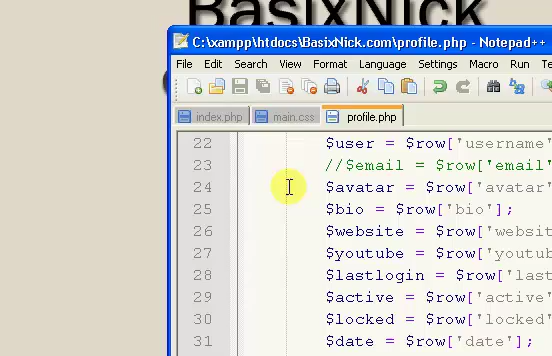 BasixNick
C:\xampp\htdocs\BasixNick.com\profile.php - Notepad++
File Edit Search View Format Language Settings Macro Run Te
index.php main.css profile.php
22 $user = $row['username'
23 //$email = $row['email'
24 $avatar = $row['avatar'
25 $bio = $row['bio'];
26 $website = $row['websit
27 $youtube = $row['youtub
28 $lastlogin = $row['last
29 $active = $row['active'
30 $locked = $row['locked'
31 $date = $row['date'];